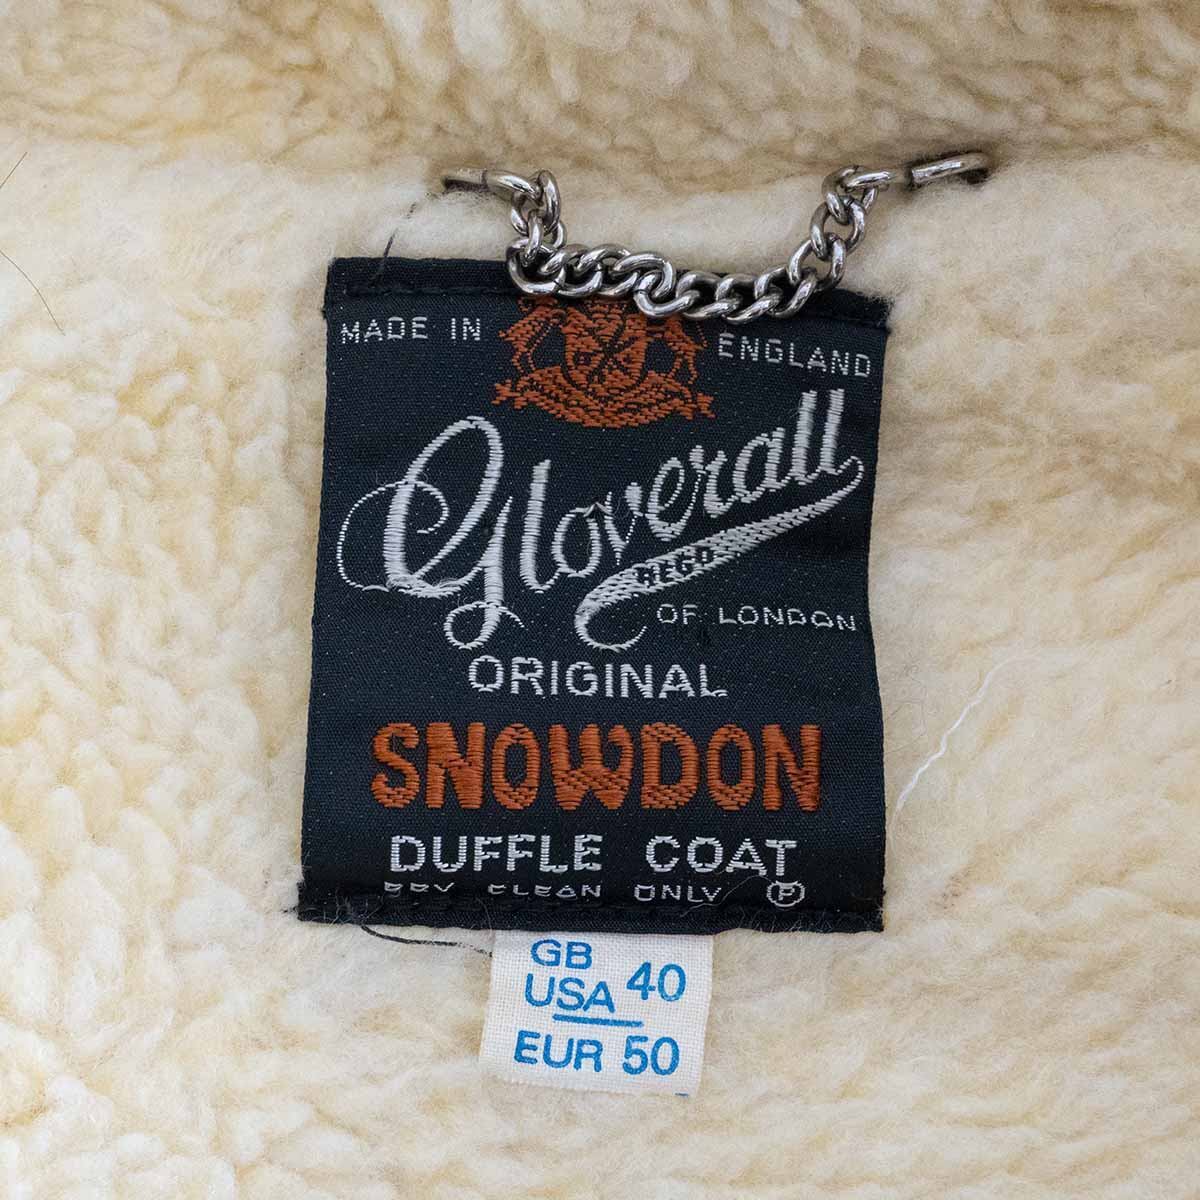 MADE IN ENGLAND
Gloverall
REGD
OF LONDON
ORIGINAL
SNOWDON
DUFFLE COAT
DRY CLEAN ONLY Ⓟ
GB
USA 40
EUR 50